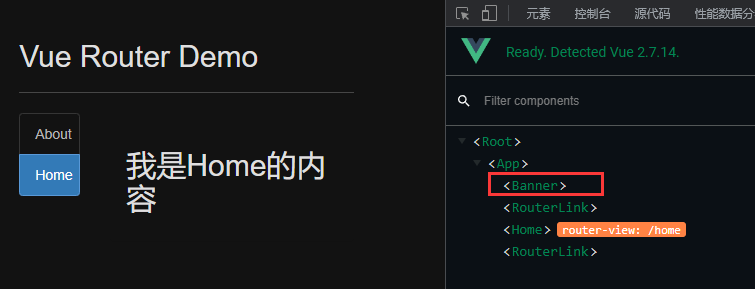 Vue Router Demo
About
Home
我是Home的内
容
元素 控制台 源代码 性能数据分
Ready. Detected Vue 2.7.14.
Filter components
<Root>
<App>
<Banner>
<RouterLink>
<Home> router-view: /home
<RouterLink>